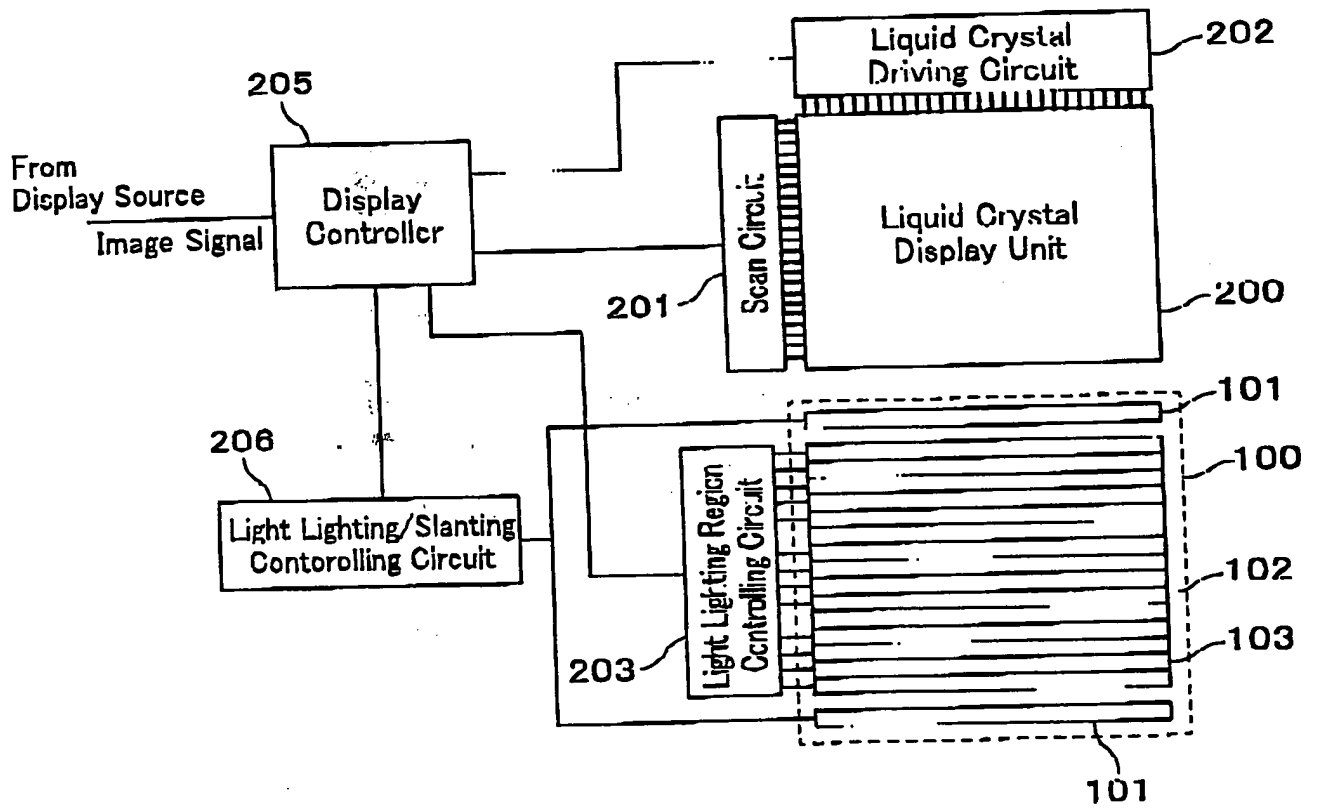 Liquid Crystal
Driving Circuit
202
205
From
Display Source
Image Signal
Display
Controller
Scan Circuit
201
Liquid Crystal
Display Unit
200
101
206
100
Light Lighting/Slanting
Contorolling Circuit
Light Lighting Region
Controlling Circuit
102
203
103
101